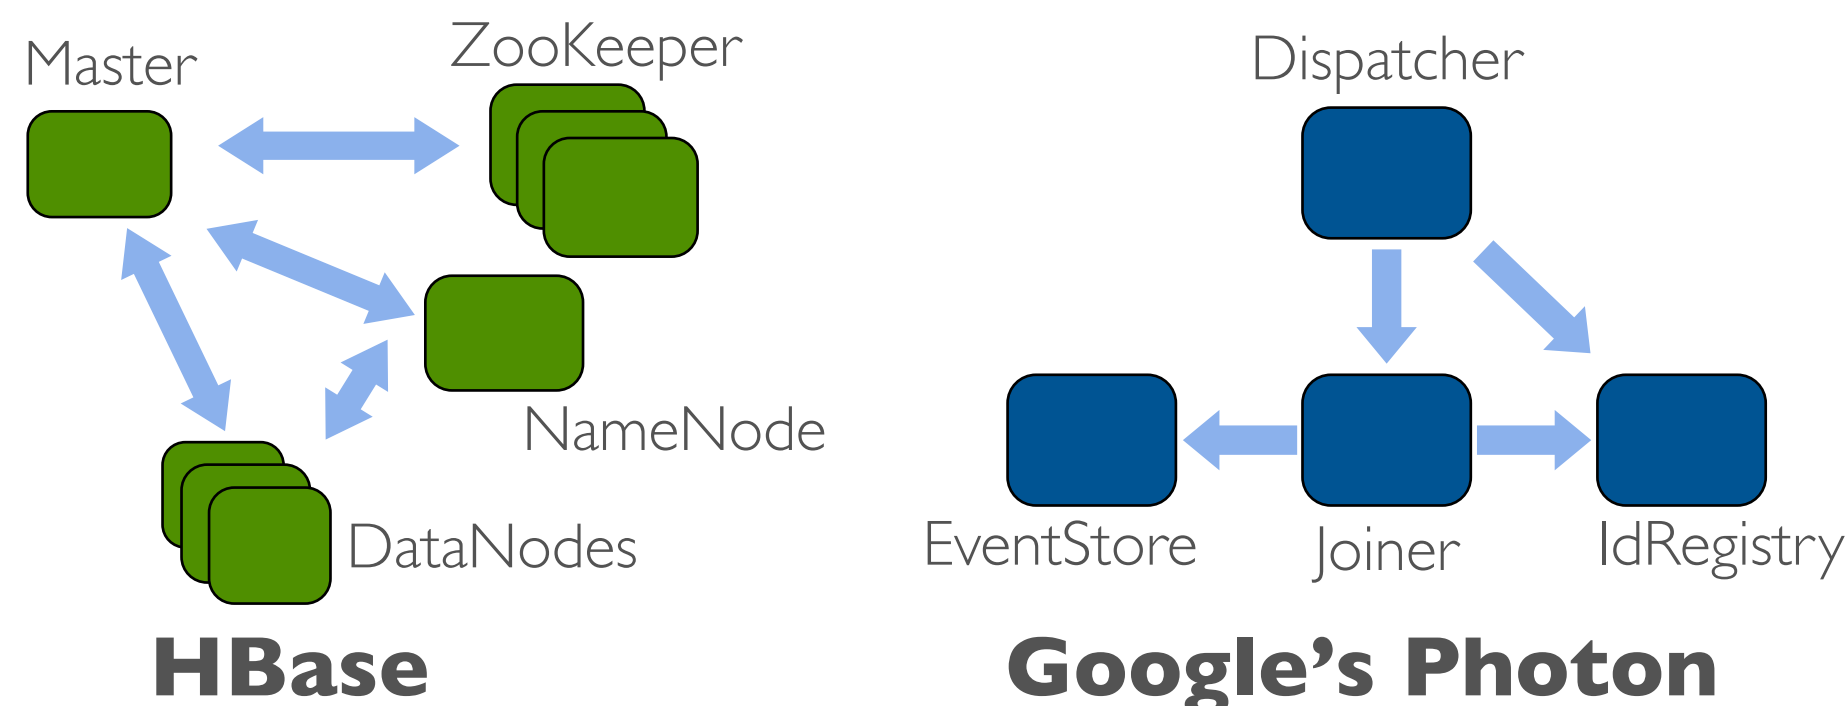 Master
ZooKeeper
NameNode
DataNodes
HBase
Dispatcher
EventStore
Joiner
IdRegistry
Google’s Photon